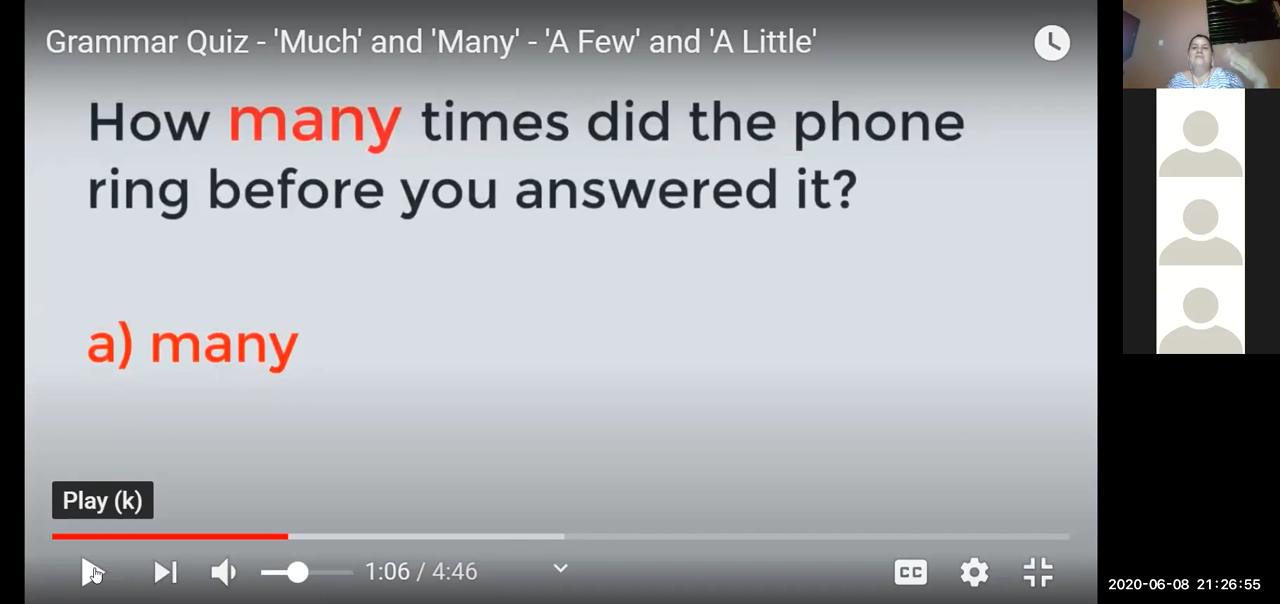 Grammar Quiz - 'Much' and 'Many' - 'A Few' and 'A Little'
How many times did the phone
ring before you answered it?
a) many
Play (k)
1:06 / 4:46
CC
2020-06-08 21:26:55